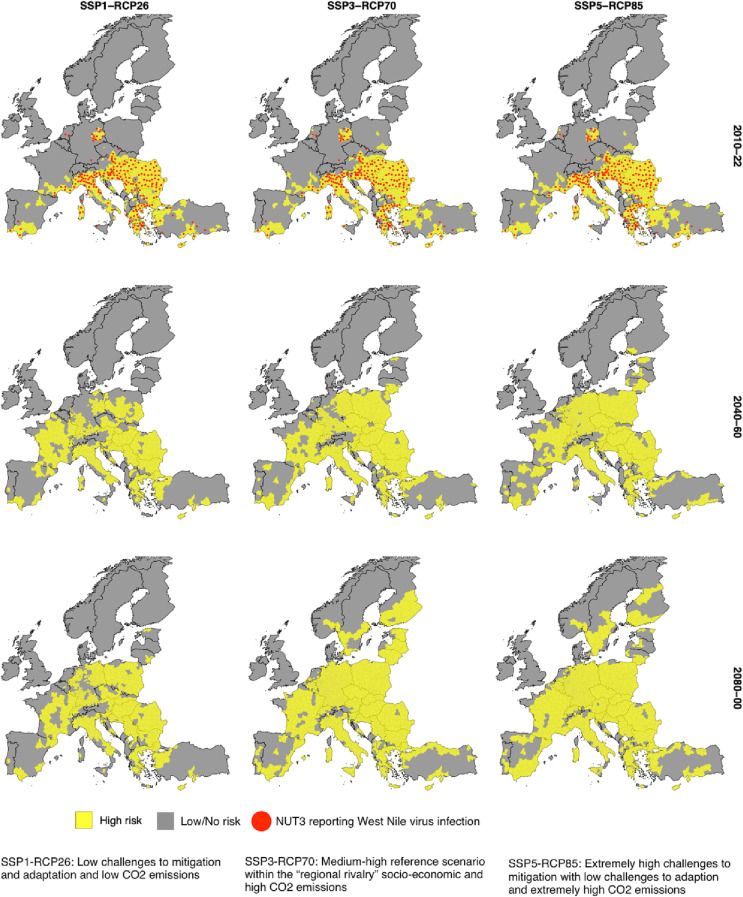 SSP1–RCP26
SSP3–RCP70
SSP5–RCP85
2010–22
2040–60
2080–00
High risk
Low/No risk
NUT3 reporting West Nile virus infection
SSP1-RCP26: Low challenges to mitigation
and adaptation and low CO2 emissions
SSP3-RCP70: Medium-high reference scenario
within the “regional rivalry” socio-economic and
high CO2 emissions
SSP5-RCP85: Extremely high challenges to
mitigation with low challenges to adaption
and extremely high CO2 emissions